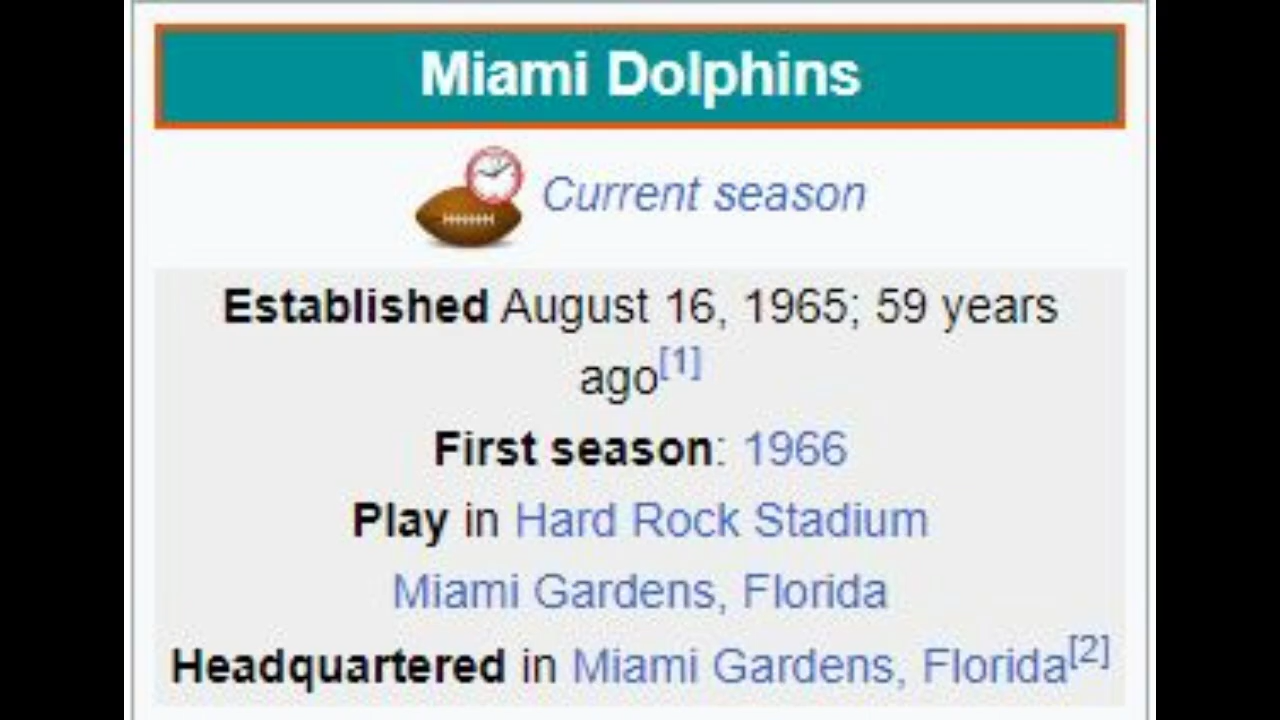 Miami Dolphins
Current season
Established August 16, 1965; 59 years
ago[1]
First season: 1966
Play in Hard Rock Stadium
Miami Gardens, Florida
Headquartered in Miami Gardens, Florida[2]